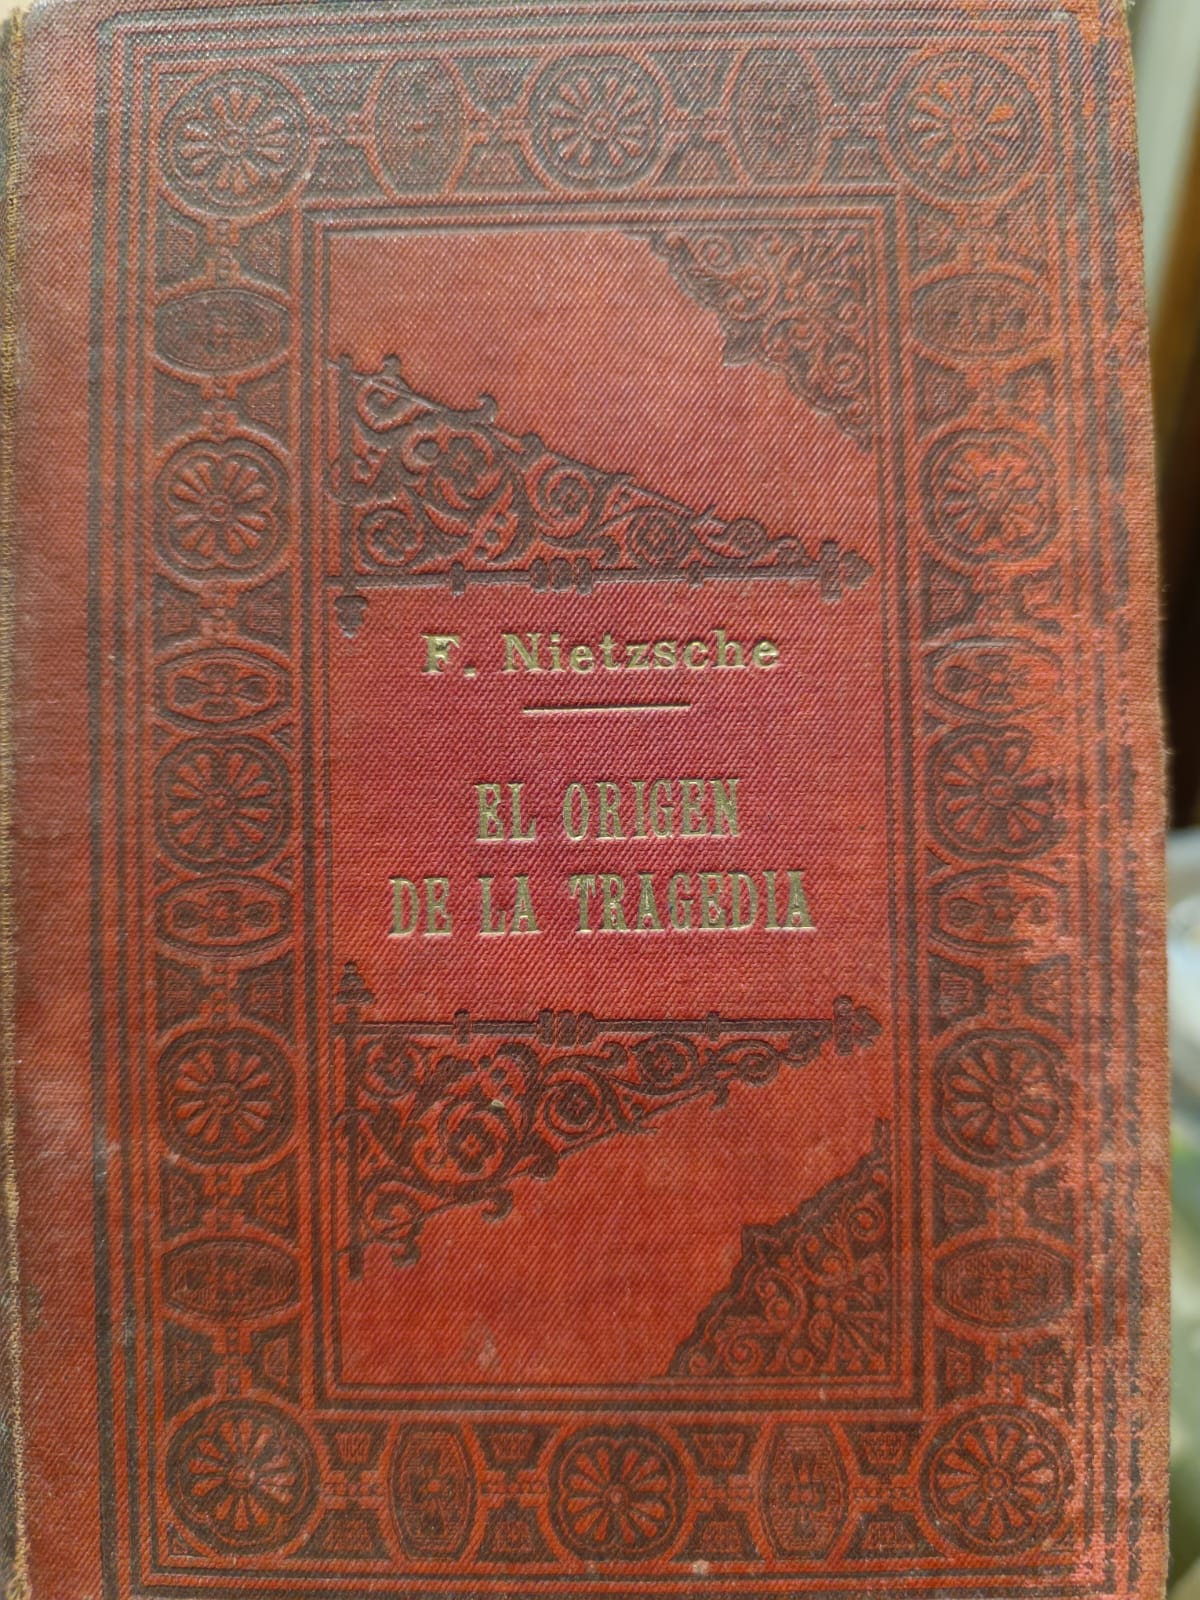 F. Nietzsche
EL ORIGEN
DE LA TRAGEDIA